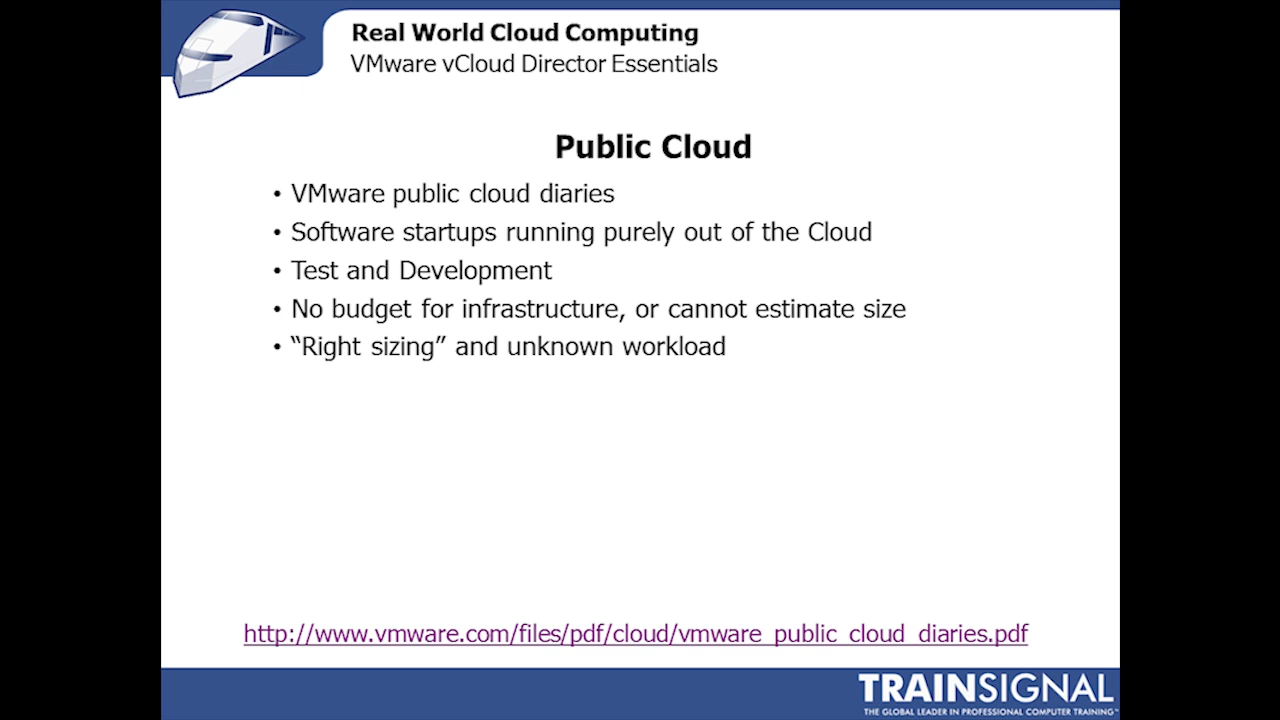 Real World Cloud Computing
VMware vCloud Director Essentials
Public Cloud
• VMware public cloud diaries
• Software startups running purely out of the Cloud
• Test and Development
• No budget for infrastructure, or cannot estimate size
• “Right sizing” and unknown workload
http://www.vmware.com/files/pdf/cloud/vmware_public_cloud_diaries.pdf
TRAINSIGNAL
THE GLOBAL LEADER IN PROFESSIONAL COMPUTER TRAINING™